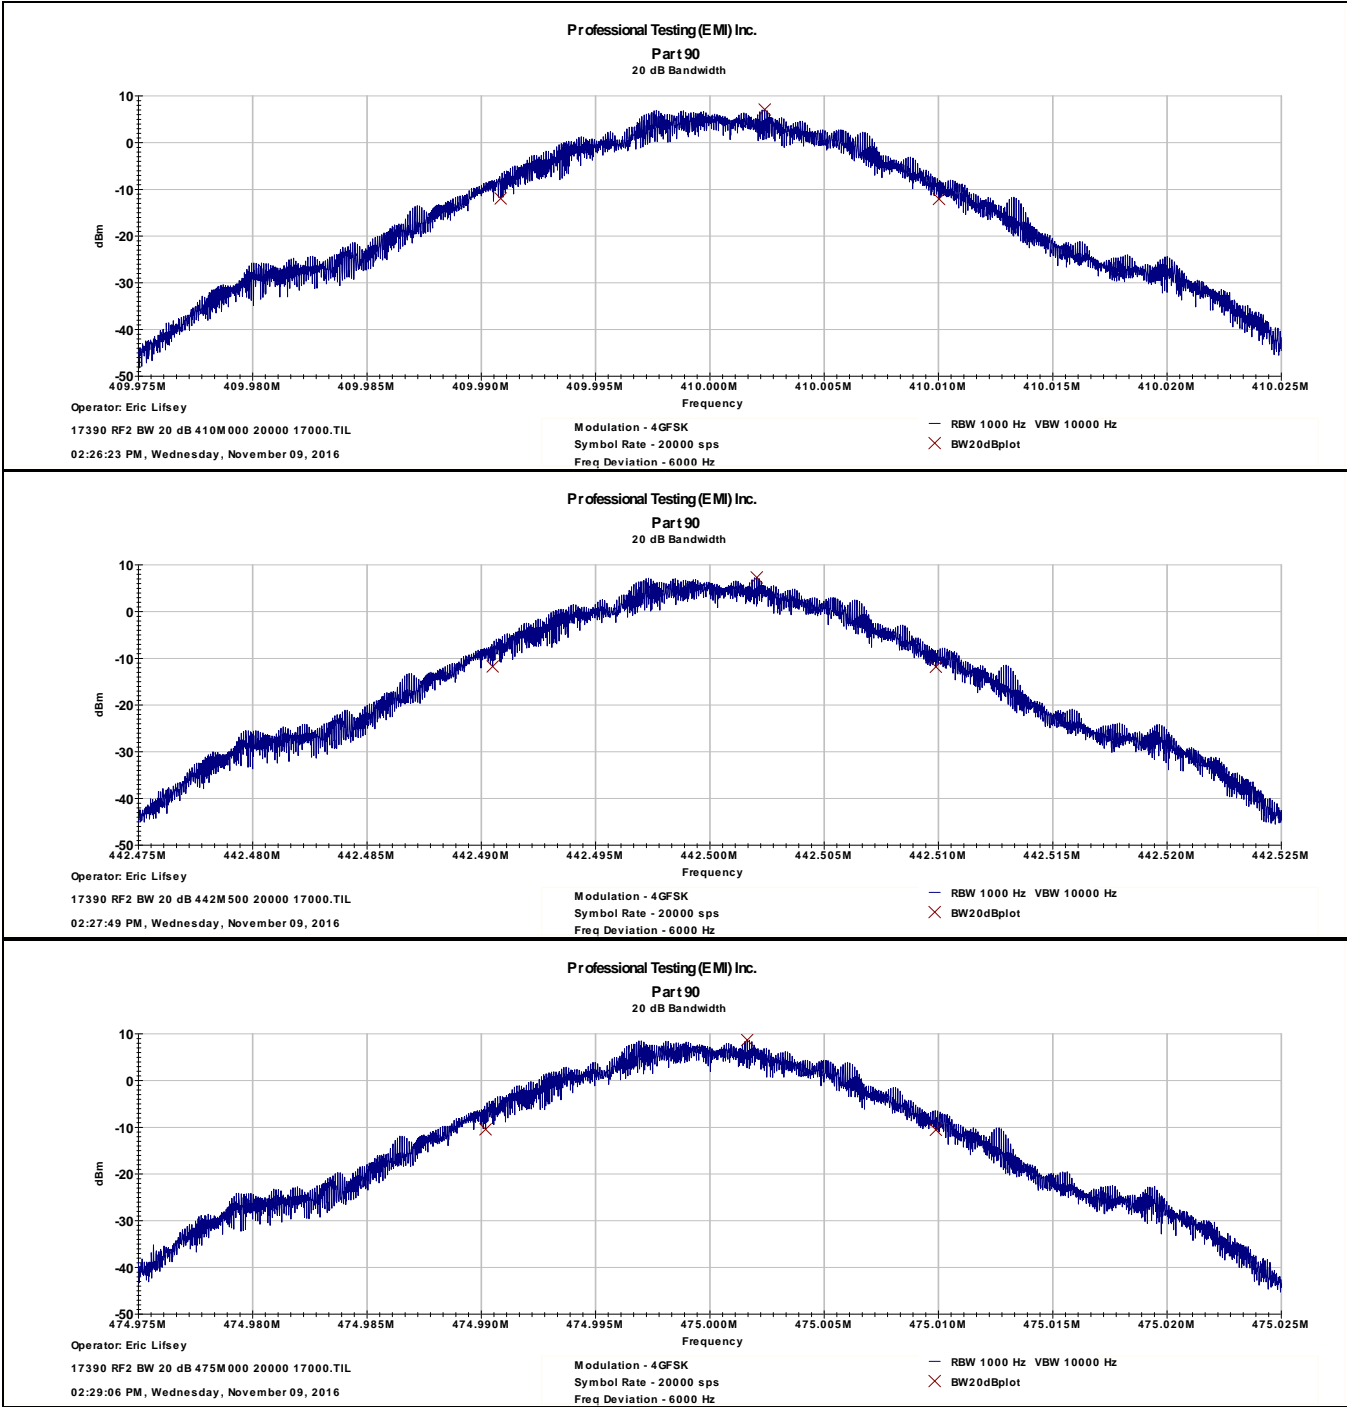 Professional Testing (EMI) Inc.
Part 90
20 dB Bandwidth
10
0
-10
-20
-30
-40
-50
dBm
409.975M 409.980M 409.985M 409.990M 409.995M 410.000M 410.005M 410.010M 410.015M 410.020M 410.025M
Frequency
Operator: Eric Lifsey
17390 RF2 BW 20 dB 410M000 20000 17000.TIL
02:26:23 PM, Wednesday, November 09, 2016
Modulation - 4GFSK
Symbol Rate - 20000 sps
Freq Deviation - 6000 Hz
RBW 1000 Hz VBW 10000 Hz
BW20dBplot
Professional Testing (EMI) Inc.
Part 90
20 dB Bandwidth
10
0
-10
-20
-30
-40
-50
dBm
442.475M 442.480M 442.485M 442.490M 442.495M 442.500M 442.505M 442.510M 442.515M 442.520M 442.525M
Frequency
Operator: Eric Lifsey
17390 RF2 BW 20 dB 442M500 20000 17000.TIL
02:27:49 PM, Wednesday, November 09, 2016
Modulation - 4GFSK
Symbol Rate - 20000 sps
Freq Deviation - 6000 Hz
RBW 1000 Hz VBW 10000 Hz
BW20dBplot
Professional Testing (EMI) Inc.
Part 90
20 dB Bandwidth
10
0
-10
-20
-30
-40
-50
dBm
474.975M 474.980M 474.985M 474.990M 474.995M 475.000M 475.005M 475.010M 475.015M 475.020M 475.025M
Frequency
Operator: Eric Lifsey
17390 RF2 BW 20 dB 475M000 20000 17000.TIL
02:29:06 PM, Wednesday, November 09, 2016
Modulation - 4GFSK
Symbol Rate - 20000 sps
Freq Deviation - 6000 Hz
RBW 1000 Hz VBW 10000 Hz
BW20dBplot